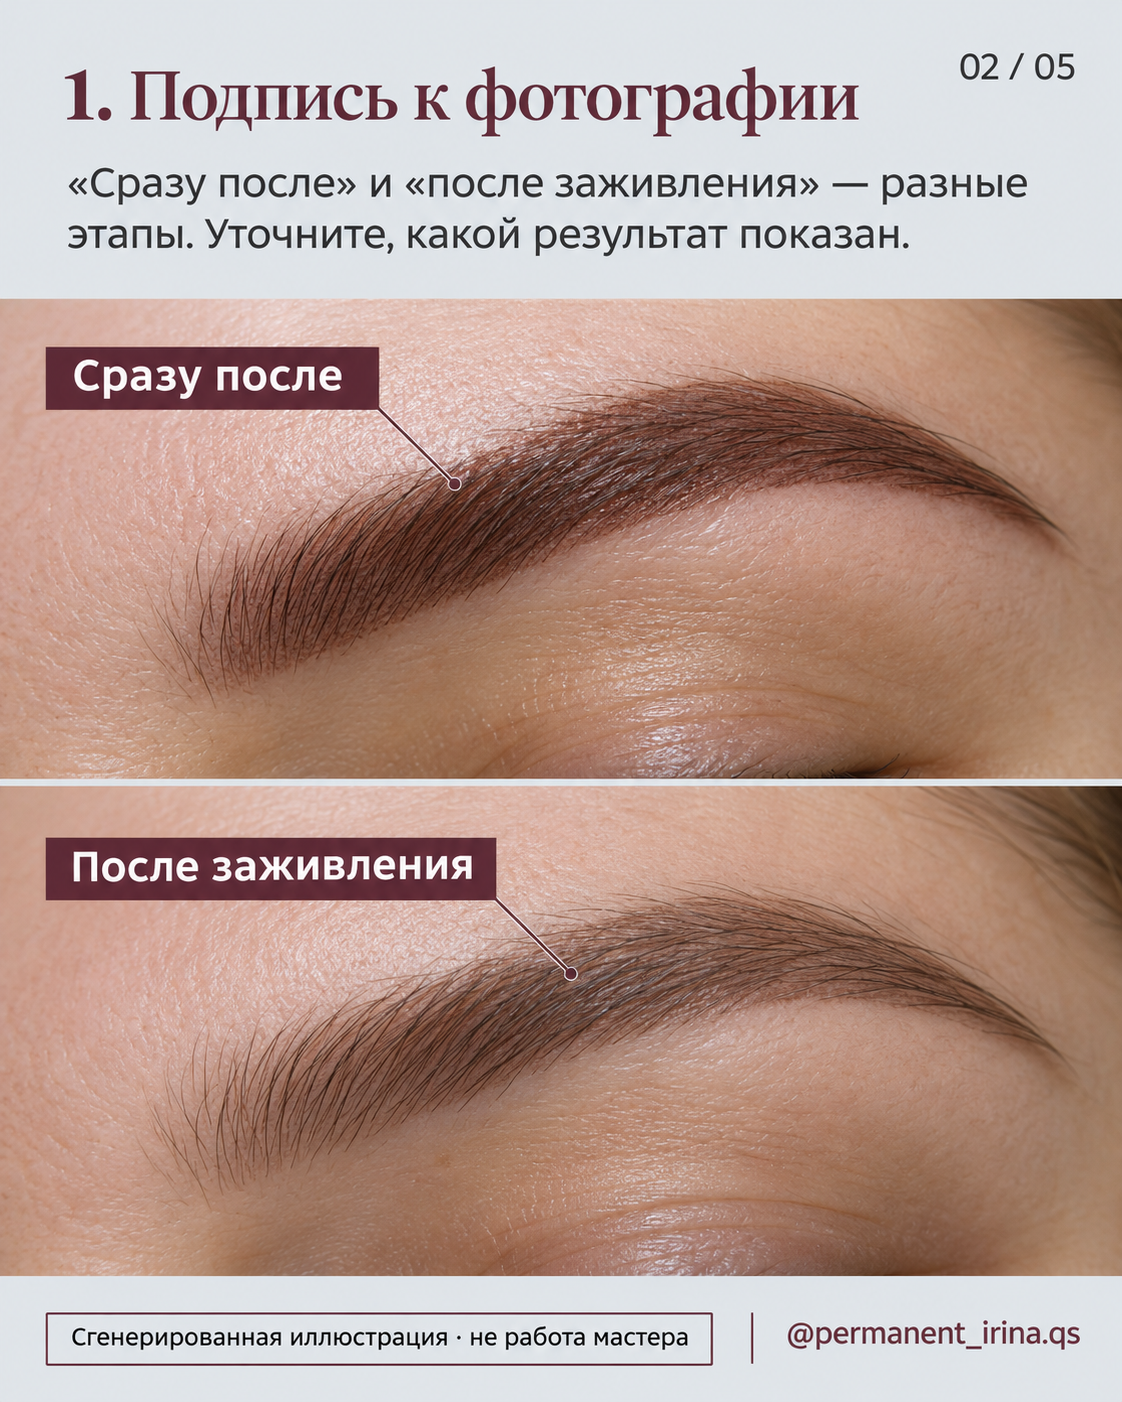 02 / 05
1. Подпись к фотографии
«Сразу после» и «после заживления» — разные
этапы. Уточните, какой результат показан.
Сразу после
После заживления
Сгенерированная иллюстрация · не работа мастера
@permanent_irina.qs